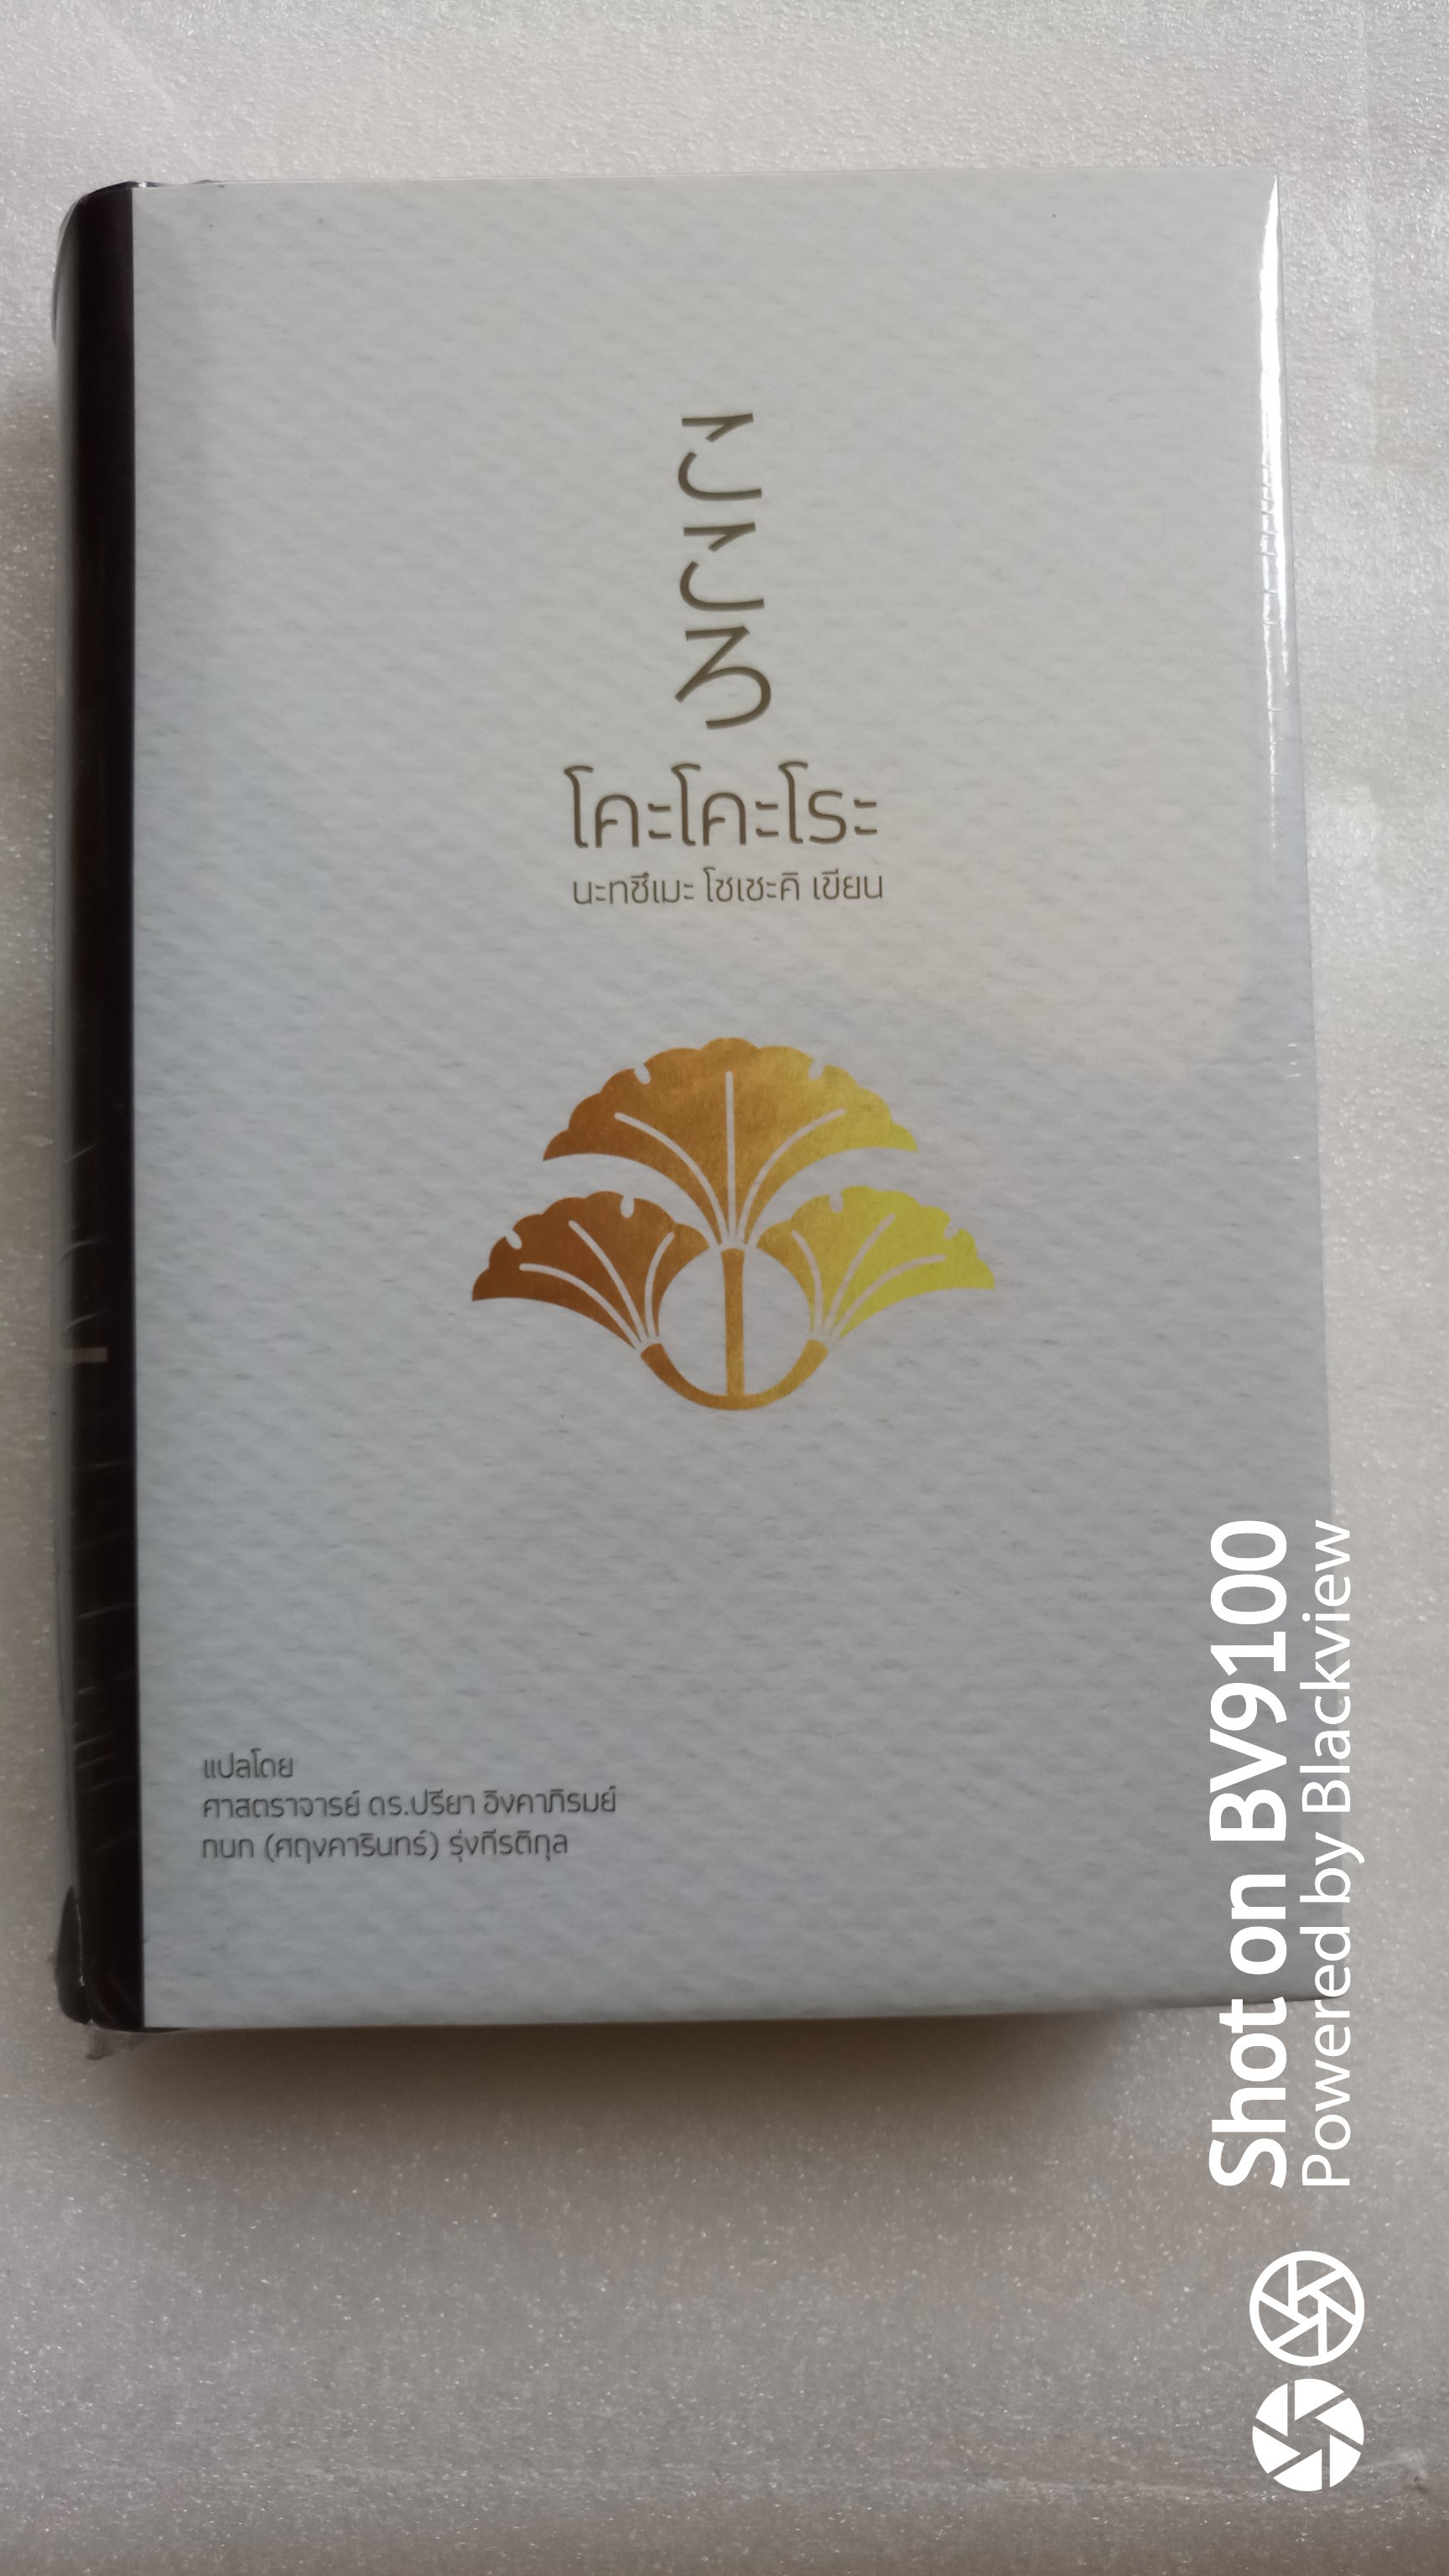 こころ
โคะโคะโระ
นะทซึเมะ โซเซะคิ เขียน
แปลโดย
ศาสตราจารย์ ดร.ปรียา อิงคาภิรมย์
กนก (ศฤงคารินทร์) รุ่งกีรติกุล
Shot on BV9100
Powered by Blackview